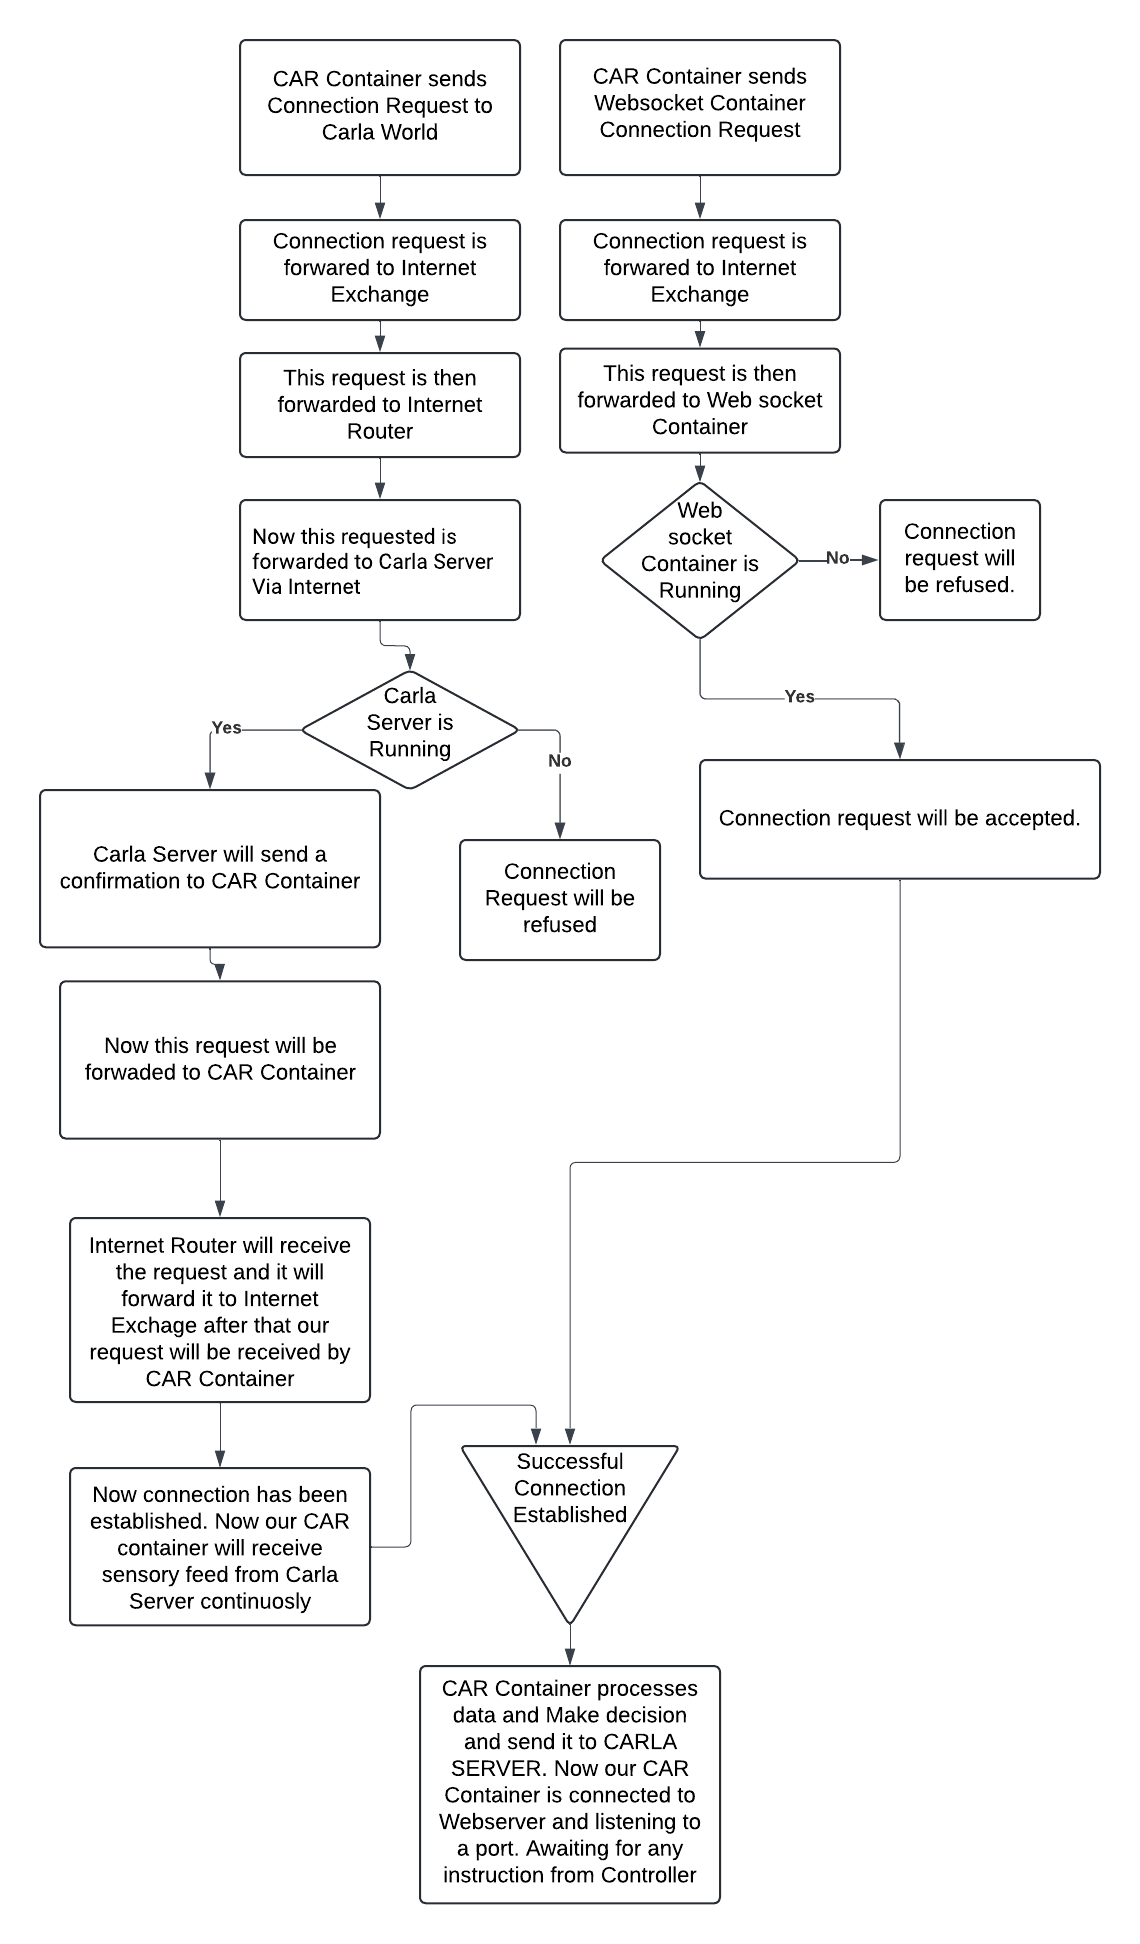 CAR Container sends
Connection Request to
Carla World
CAR Container sends
Websocket Container
Connection Request
Connection request is
forwared to Internet
Exchange
Connection request is
forwared to Internet
Exchange
This request is then
forwarded to Internet
Router
This request is then
forwarded to Web socket
Container
Now this requested is
forwarded to Carla Server
Via Internet
Web
socket
Container is
Running
No
Connection
request will
be refused.
Carla
Server is
Running
Yes
No
Yes
Connection request will be accepted.
Carla Server will send a
confirmation to CAR Container
Connection
Request will be
refused
Now this request will be
forwaded to CAR Container
Internet Router will receive
the request and it will
forward it to Internet
Exchage after that our
request will be received by
CAR Container
Now connection has been
established. Now our CAR
container will receive
sensory feed from Carla
Server continuosly
Successful
Connection
Established
CAR Container processes
data and Make decision
and send it to CARLA
SERVER. Now our CAR
Container is connected to
Webserver and listening to
a port. Awaiting for any
instruction from Controller